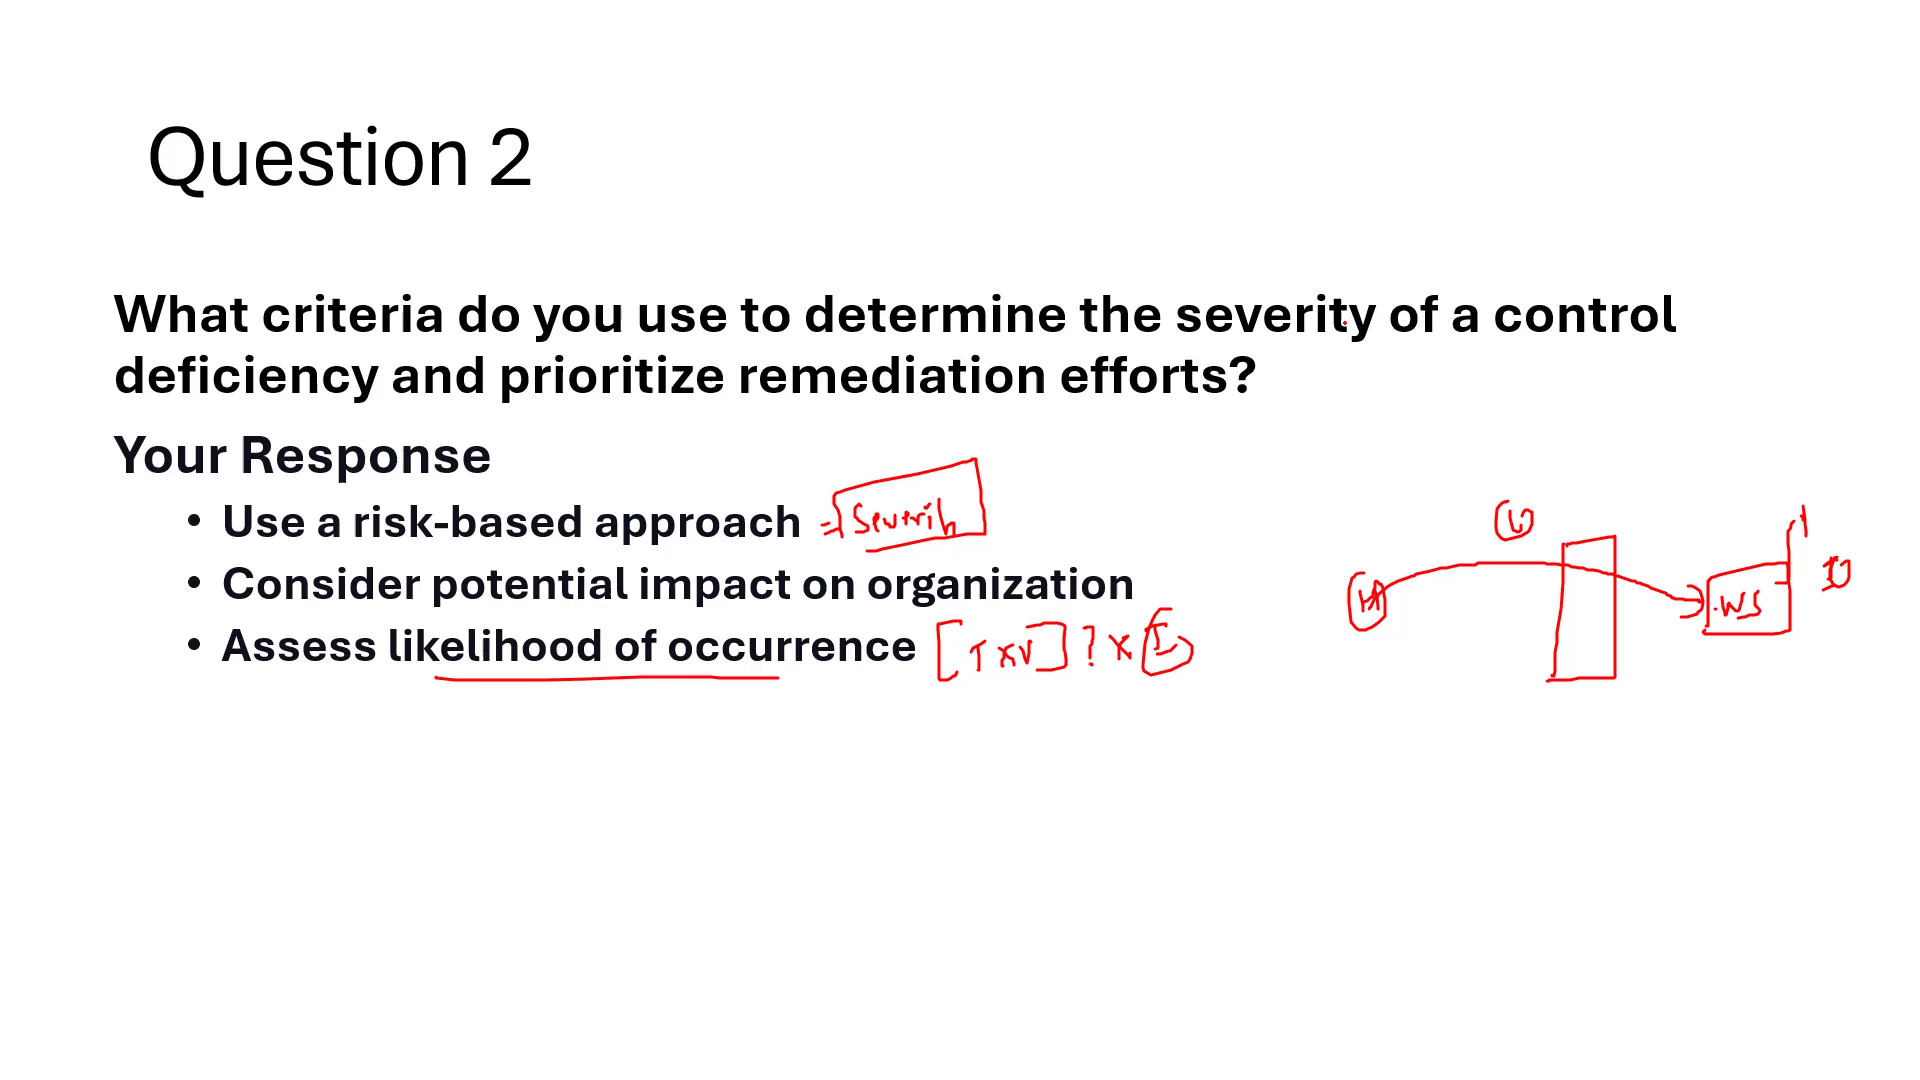 Question 2
What criteria do you use to determine the severity of a control
deficiency and prioritize remediation efforts?
Your Response
• Use a risk-based approach ⇒ Severity
• Consider potential impact on organization
• Assess likelihood of occurrence [T x V] ? x I
WS